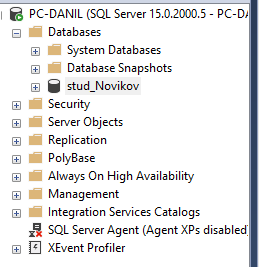 PC-DANIL (SQL Server 15.0.2000.5 - PC-DA
Databases
System Databases
Database Snapshots
stud_Novikov
Security
Server Objects
Replication
PolyBase
Always On High Availability
Management
Integration Services Catalogs
SQL Server Agent (Agent XPs disabled
XEvent Profiler